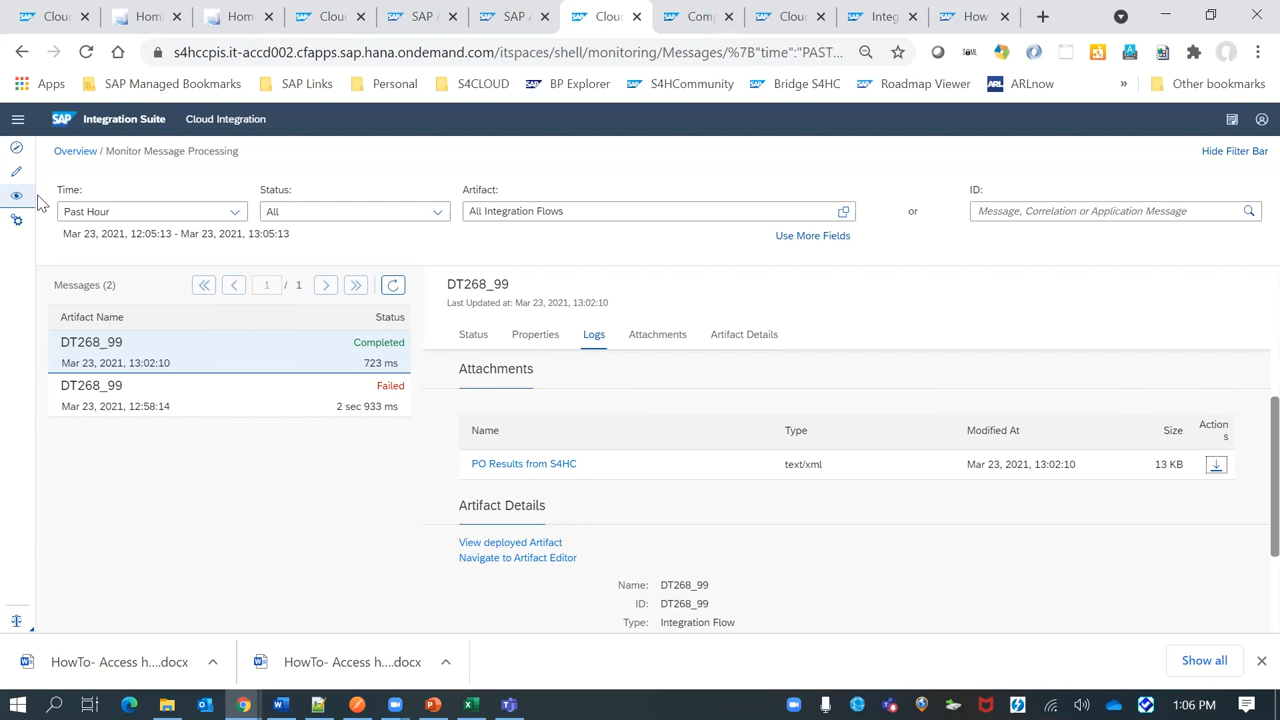 Clou
Home
Home
Cloud
SAP A
SAP A
Clou
Comp
Clou
Integ
How
s4hccpis.it-accd002.cfapps.sap.hana.ondemand.com/itspaces/shell/monitoring/Messages/%7B"time":"PAST...
Apps
SAP Managed Bookmarks
SAP Links
Personal
S4CLOUD
SAP BP Explorer
SAP S4HCommunity
SAP Bridge S4HC
SAP Roadmap Viewer
ARL ARLnow
»
Other bookmarks
SAP Integration Suite Cloud Integration
Overview / Monitor Message Processing
Hide Filter Bar
Time:
Status:
Artifact:
ID:
Past Hour
All
All Integration Flows
or
Message, Correlation or Application Message
Mar 23, 2021, 12:05:13 - Mar 23, 2021, 13:05:13
Use More Fields
Messages (2)
1 / 1
DT268_99
Last Updated at: Mar 23, 2021, 13:02:10
Artifact Name Status
Status Properties Logs Attachments Artifact Details
DT268_99 Completed
Mar 23, 2021, 13:02:10 723 ms
DT268_99 Failed
Mar 23, 2021, 12:58:14 2 sec 933 ms
Attachments
Name Type Modified At Size Action
s
PO Results from S4HC text/xml Mar 23, 2021, 13:02:10 13 KB
Artifact Details
View deployed Artifact
Navigate to Artifact Editor
Name: DT268_99
ID: DT268_99
Type: Integration Flow
HowTo- Access h....docx
HowTo- Access h....docx
Show all
1:06 PM